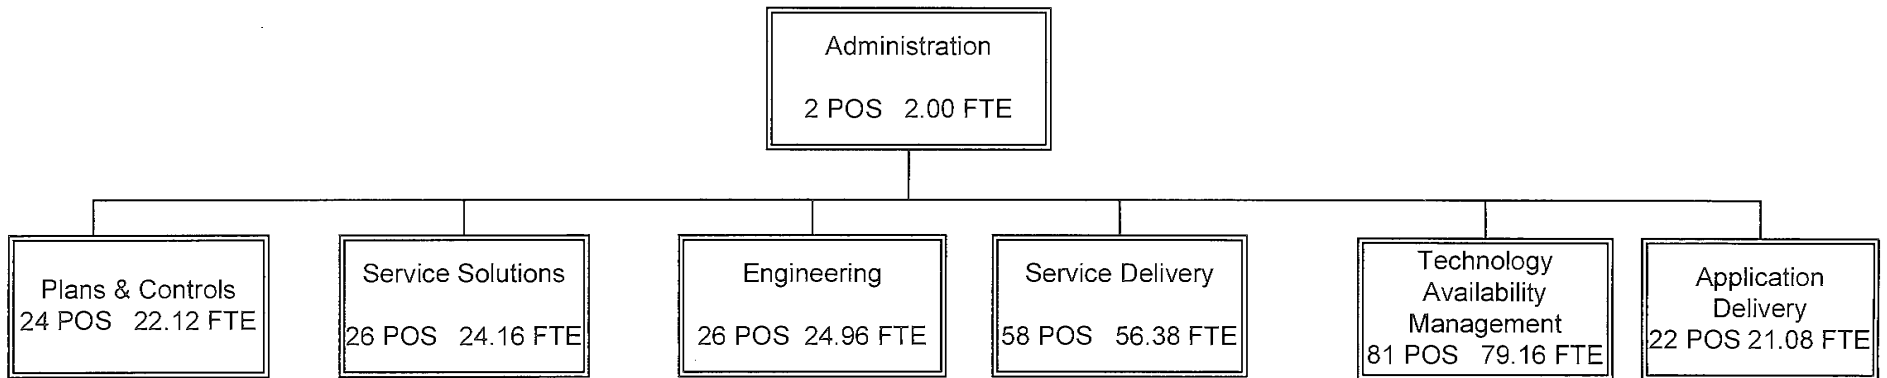 Administration
2 POS 2.00 FTE
Plans & Controls
24 POS 22.12 FTE
Service Solutions
26 POS 24.16 FTE
Engineering
26 POS 24.96 FTE
Service Delivery
58 POS 56.38 FTE
Technology
Availability
Management
81 POS 79.16 FTE
Application
Delivery
22 POS 21.08 FTE